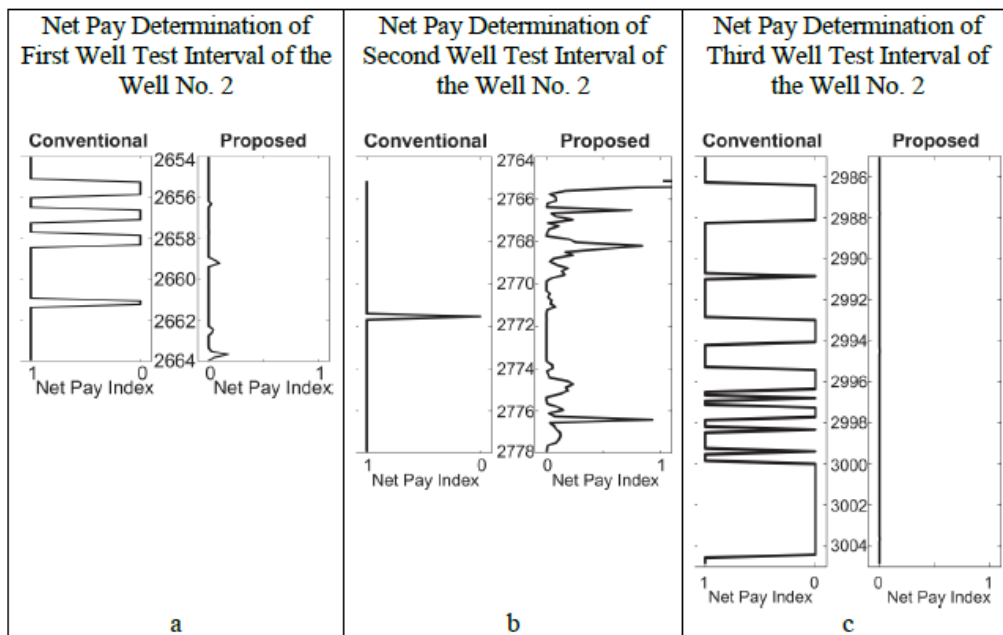 Net Pay Determination of
First Well Test Interval of the
Well No. 2
Conventional Proposed
2654
2656
2658
2660
2662
2664
1 0 0 1
Net Pay Index Net Pay Index
a
Net Pay Determination of
Second Well Test Interval of
the Well No. 2
Conventional Proposed
2764
2766
2768
2770
2772
2774
2776
2778
1 0 0 1
Net Pay Index Net Pay Index
b
Net Pay Determination of
Third Well Test Interval of
the Well No. 2
Conventional Proposed
2986
2988
2990
2992
2994
2996
2998
3000
3002
3004
1 0 0 1
Net Pay Index Net Pay Index
c